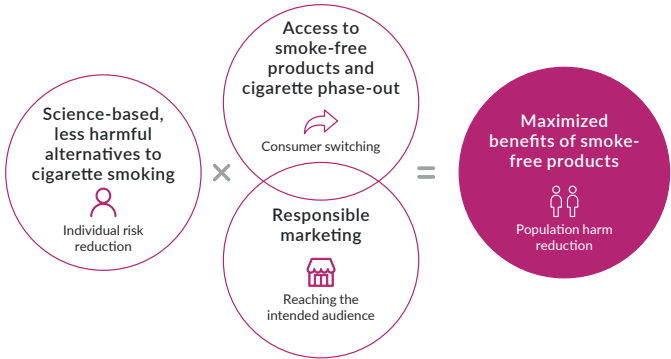 Science-based,
less harmful
alternatives to
cigarette smoking
Individual risk
reduction
×
Access to
smoke-free
products and
cigarette phase-out
Consumer switching
Responsible
marketing
Reaching the
intended audience
=
Maximized
benefits of smoke-
free products
Population harm
reduction